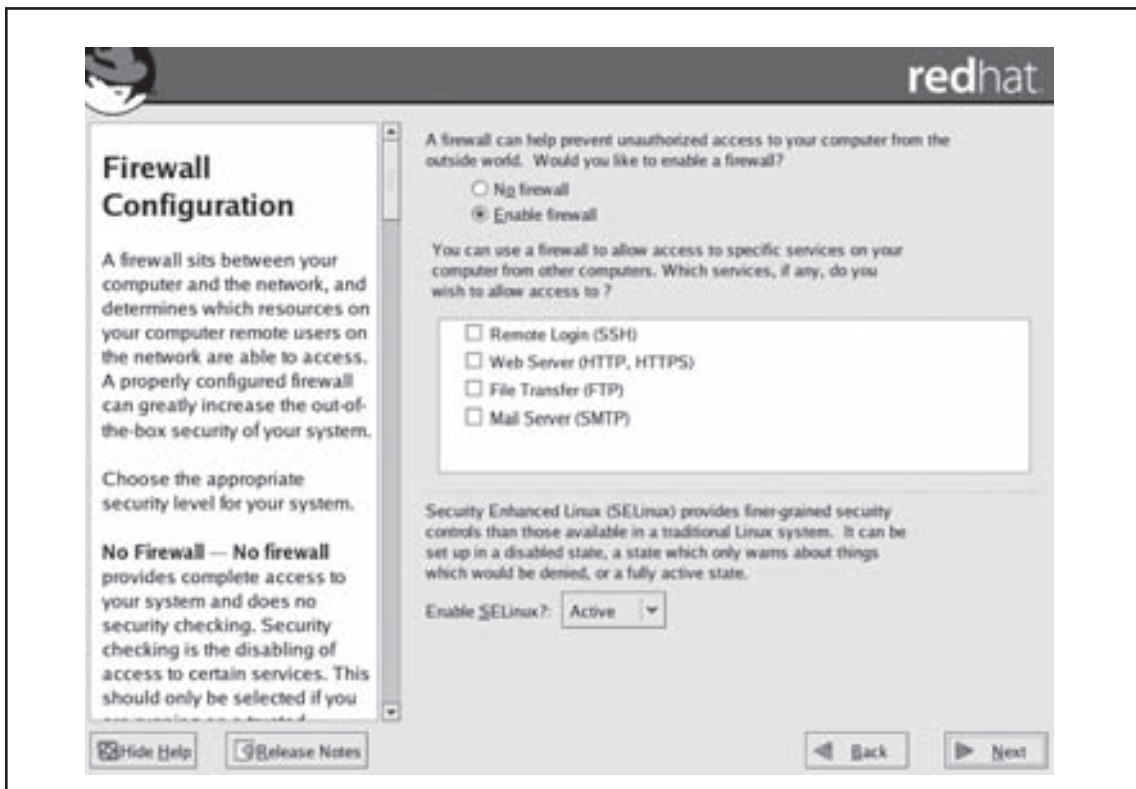 redhat.
Firewall
Configuration
A firewall sits between your
computer and the network, and
determines which resources on
your computer remote users on
the network are able to access.
A properly configured firewall
can greatly increase the out-of-
the-box security of your system.
Choose the appropriate
security level for your system.
No Firewall — No firewall
provides complete access to
your system and does no
security checking. Security
checking is the disabling of
access to certain services. This
should only be selected if you
A firewall can help prevent unauthorized access to your computer from the
outside world. Would you like to enable a firewall?
No firewall
Enable firewall
You can use a firewall to allow access to specific services on your
computer from other computers. Which services, if any, do you
wish to allow access to ?
Remote Login (SSH)
Web Server (HTTP, HTTPS)
File Transfer (FTP)
Mail Server (SMTP)
Security Enhanced Linux (SELinux) provides finer-grained security
controls than those available in a traditional Linux system. It can be
set up in a disabled state, a state which only warns about things
which would be denied, or a fully active state.
Enable SELinux?: Active
Hide Help
Release Notes
Back
Next